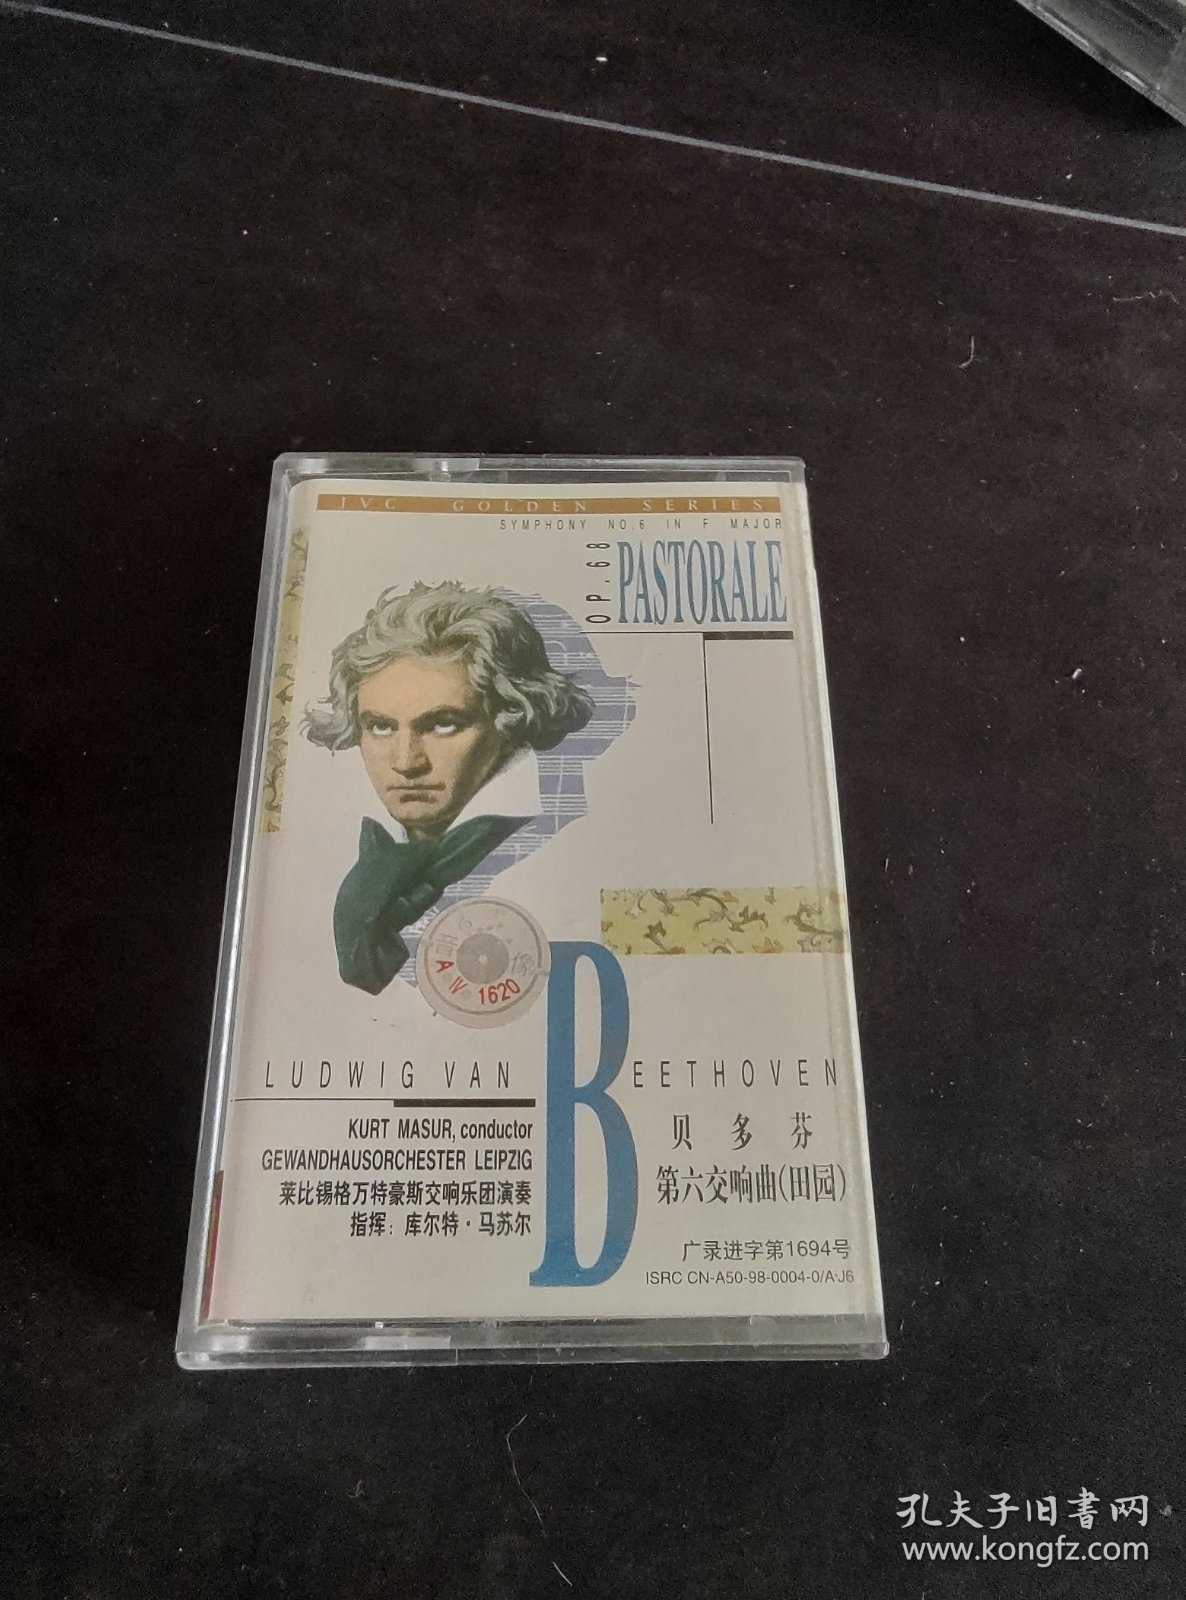 JVC GOLDEN SERIES
SYMPHONY NO.6 IN F MAJOR
OP.68
PASTORALE
音像
A Ⅳ 1620
LUDWIG VAN BEETHOVEN
KURT MASUR, conductor
GEWANDHAUSORCHESTER LEIPZIG
莱比锡格万特豪斯交响乐团演奏
指挥：库尔特·马苏尔
贝多芬
第六交响曲(田园)
广录进字第1694号
ISRC CN-A50-98-0004-0/A·J6
孔夫子旧書网
www.kongfz.com